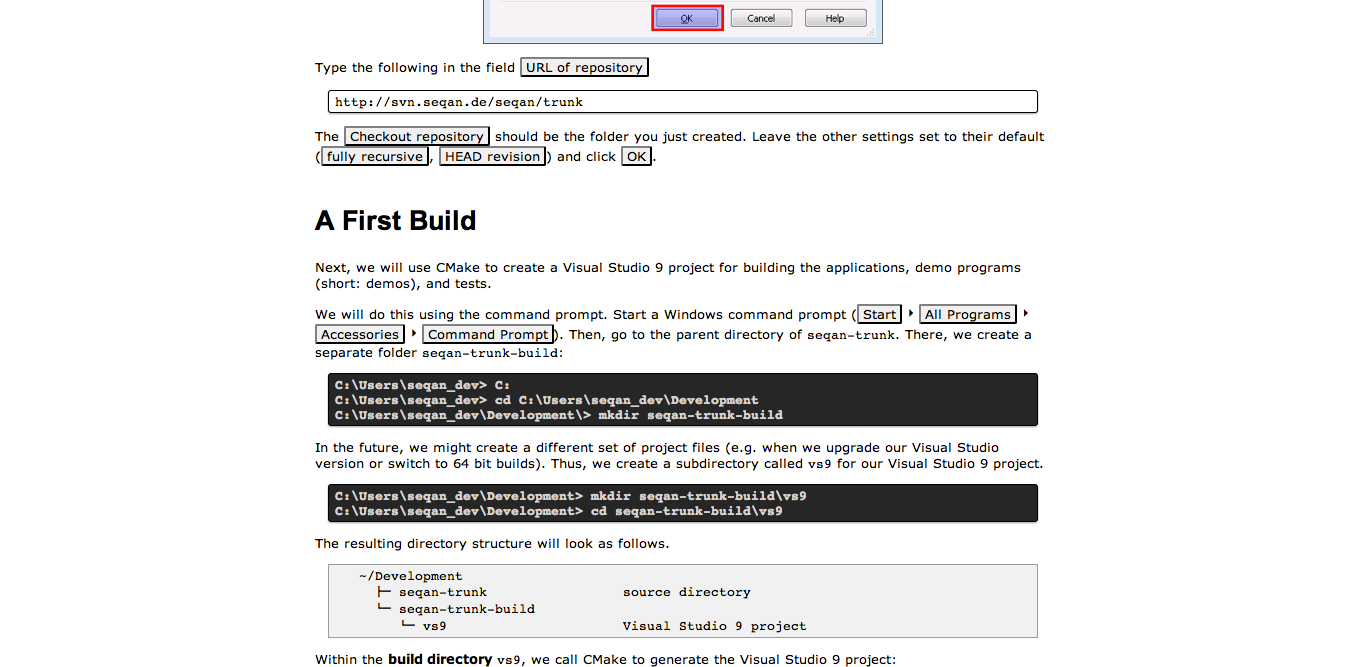 OK Cancel Help
Type the following in the field URL of repository
http://svn.seqan.de/seqan/trunk
The Checkout repository should be the folder you just created. Leave the other settings set to their default
(fully recursive, HEAD revision) and click OK.
A First Build
Next, we will use CMake to create a Visual Studio 9 project for building the applications, demo programs
(short: demos), and tests.
We will do this using the command prompt. Start a Windows command prompt (Start ‣ All Programs ‣
Accessories ‣ Command Prompt). Then, go to the parent directory of seqan-trunk. There, we create a
separate folder seqan-trunk-build:
C:\Users\seqan_dev> C:
C:\Users\seqan_dev> cd C:\Users\seqan_dev\Development
C:\Users\seqan_dev\Development\> mkdir seqan-trunk-build
In the future, we might create a different set of project files (e.g. when we upgrade our Visual Studio
version or switch to 64 bit builds). Thus, we create a subdirectory called vs9 for our Visual Studio 9 project.
C:\Users\seqan_dev\Development> mkdir seqan-trunk-build\vs9
C:\Users\seqan_dev\Development> cd seqan-trunk-build\vs9
The resulting directory structure will look as follows.
~/Development
├─ seqan-trunk source directory
└─ seqan-trunk-build
└─ vs9 Visual Studio 9 project
Within the build directory vs9, we call CMake to generate the Visual Studio 9 project: